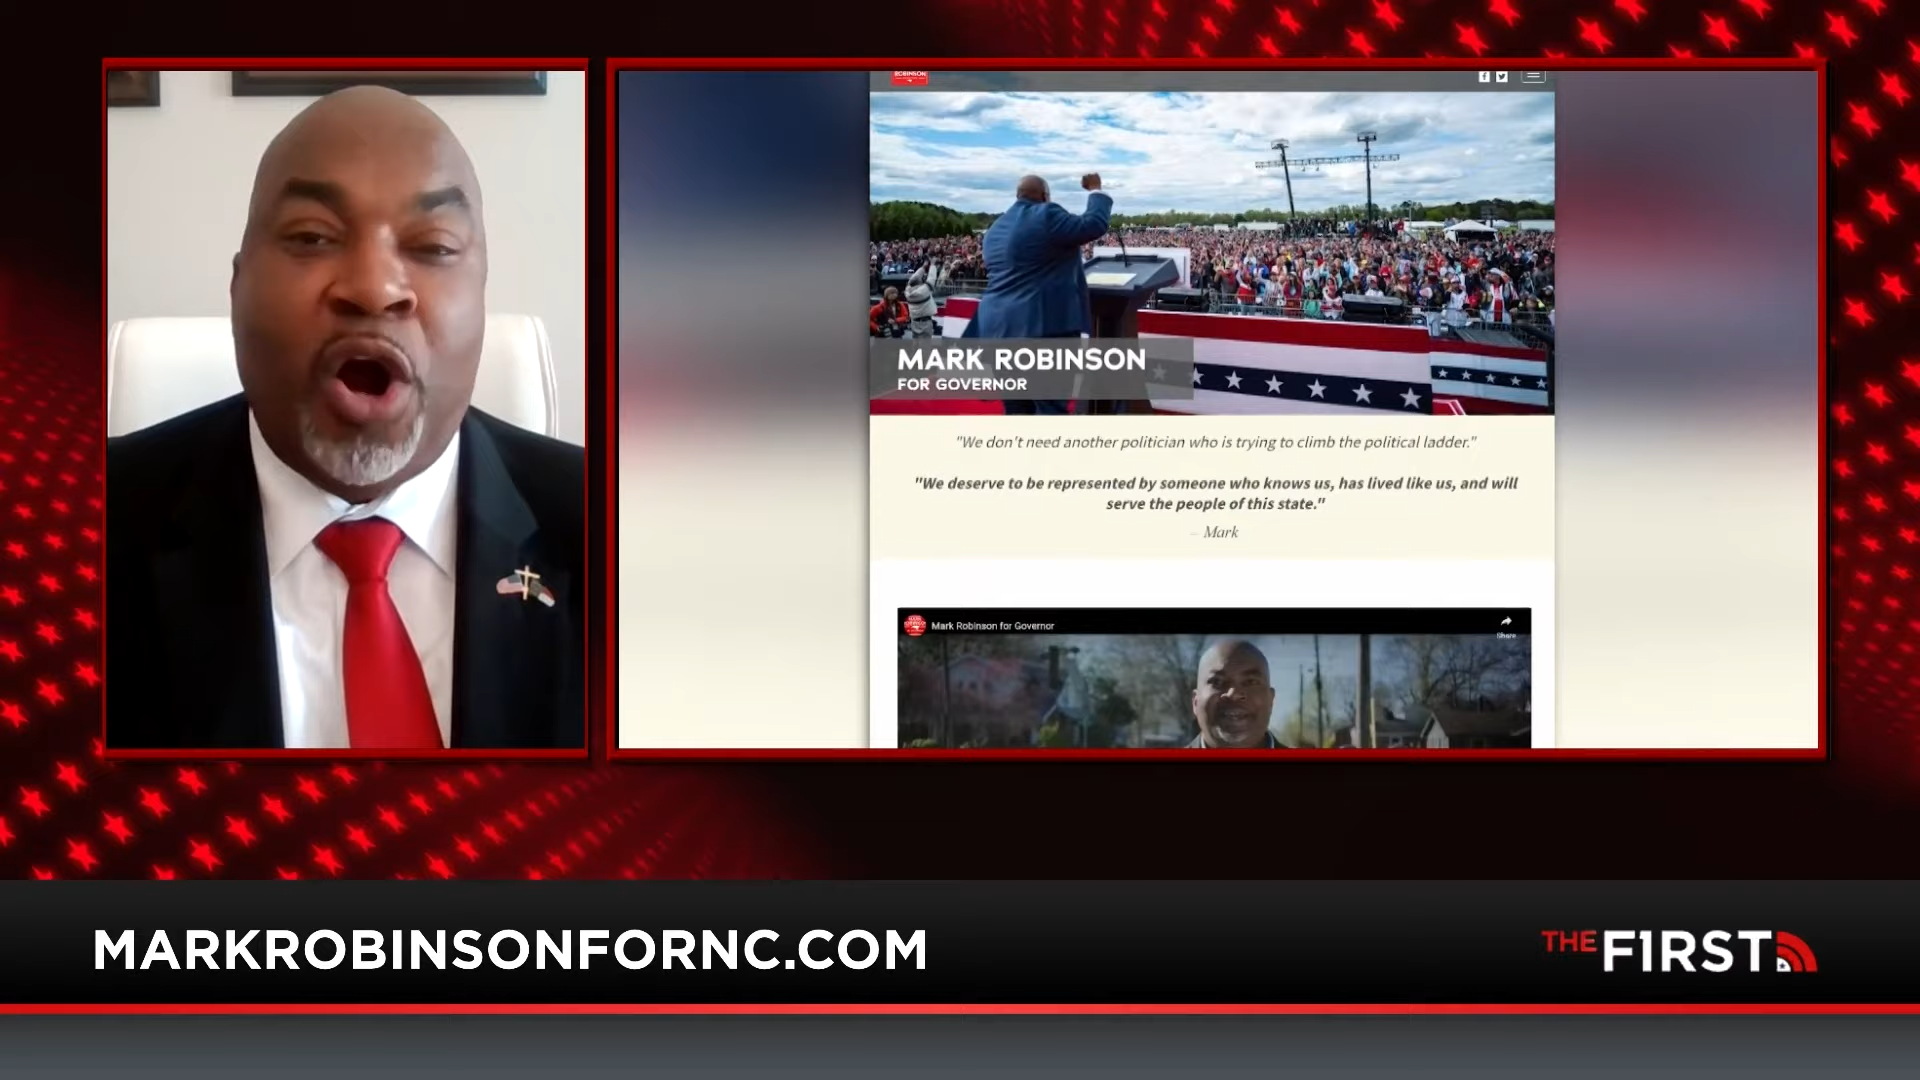 ROBINSON
MARK ROBINSON
FOR GOVERNOR
"We don't need another politician who is trying to climb the political ladder."
"We deserve to be represented by someone who knows us, has lived like us, and will
serve the people of this state."
– Mark
Mark Robinson for Governor
Share
MARKROBINSONFORNC.COM
THE FIRST